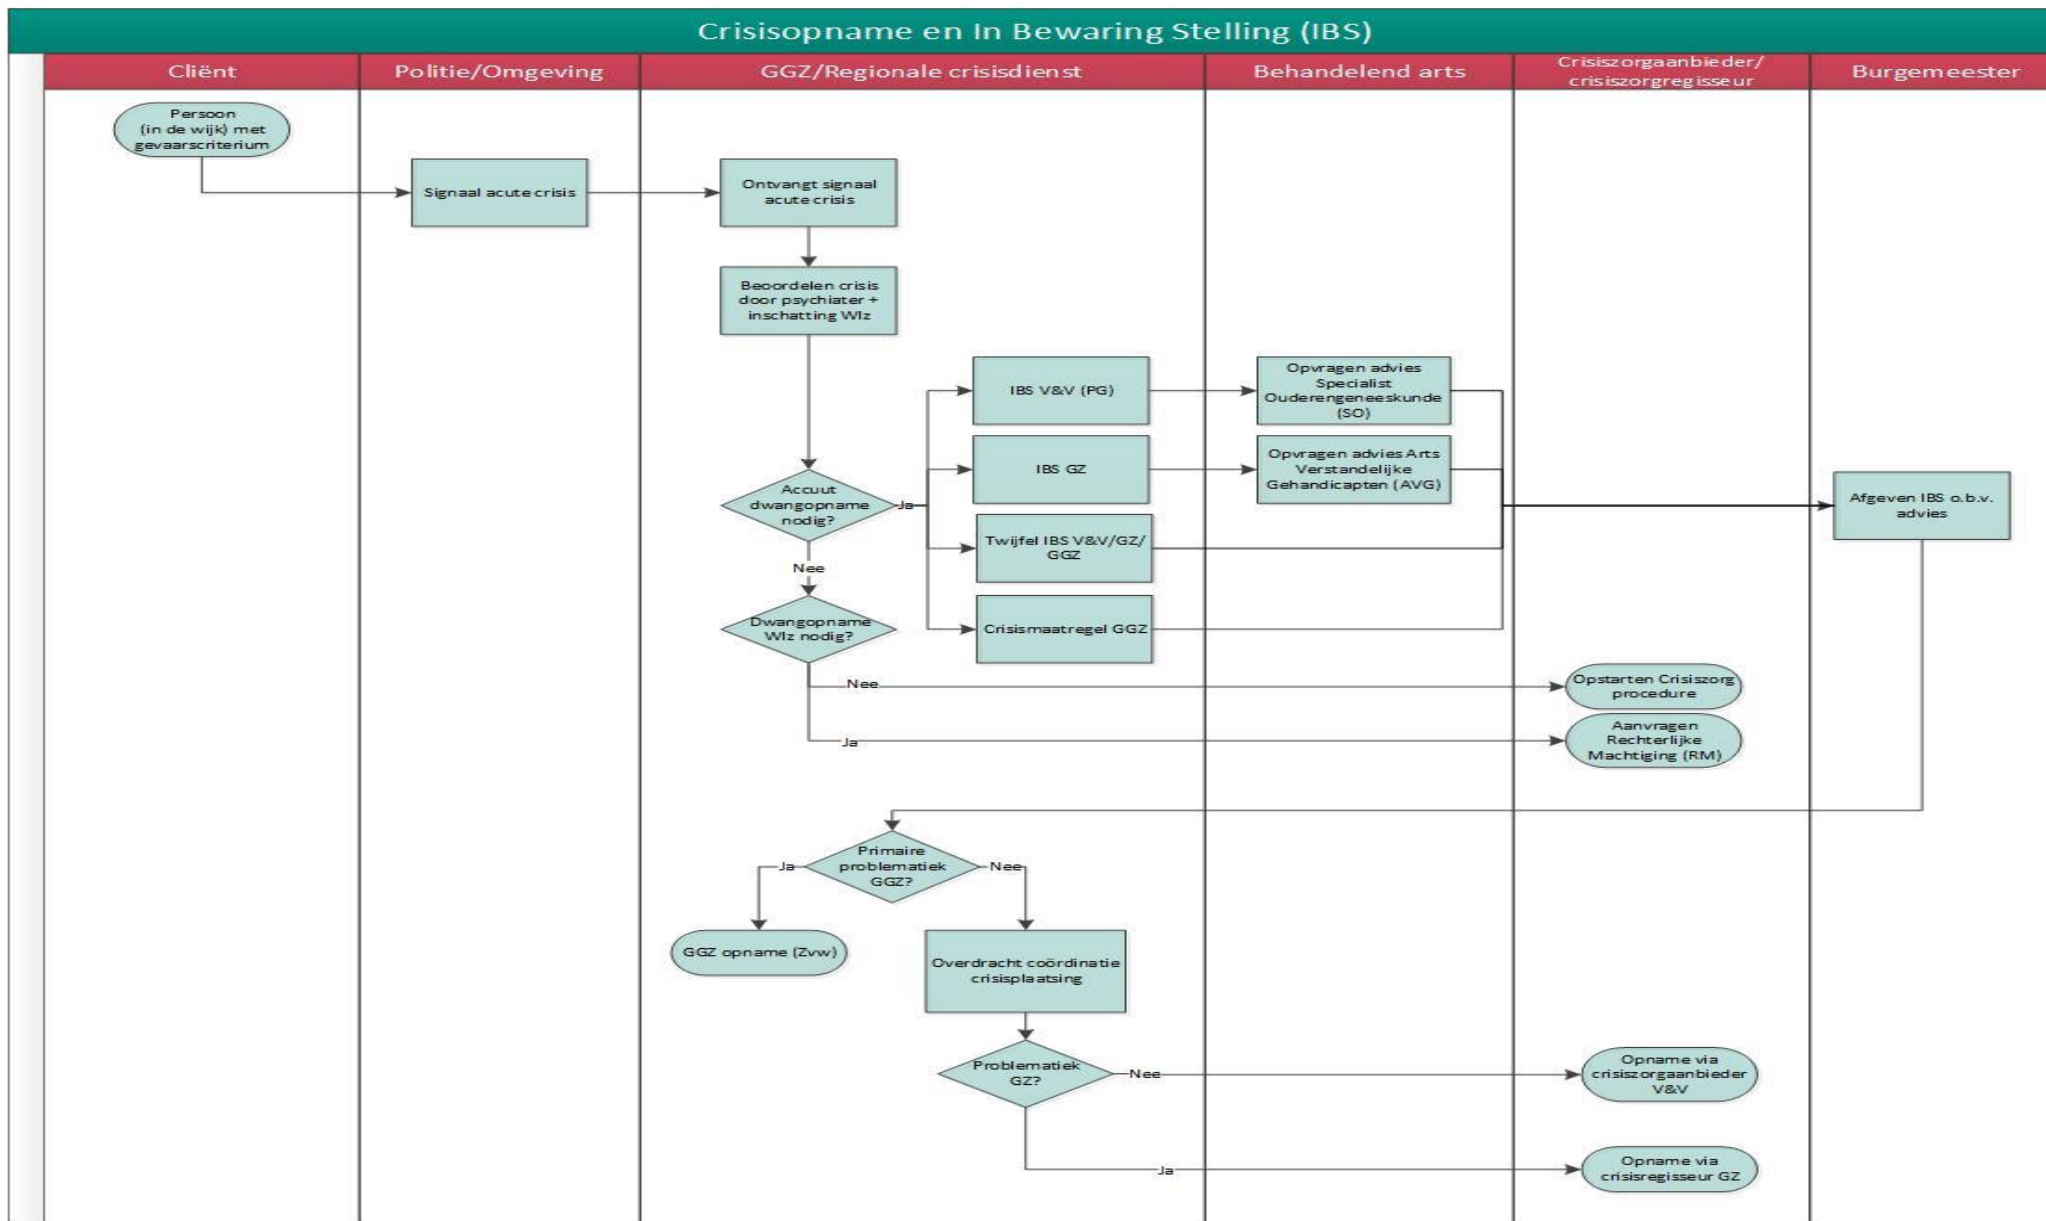 Crisisopname en In Bewaring Stelling (IBS)
Cliënt
Politie/Omgeving
GGZ/Regionale crisisdienst
Behandelend arts
Crisiszorgaanbieder/
crisiszorgregisseur
Burgemeester
Persoon
(in de wijk) met
gevaarscriterium
Signaal acute crisis
Ontvangt signaal
acute crisis
Beoordelen crisis
door psychiater +
inschatting Wlz
IBS V&V (PG)
Opvragen advies
Specialist
Ouderengeneeskunde
(SO)
IBS GZ
Opvragen advies Arts
Verstandelijke
Gehandicapten (AVG)
Accuut
dwangopname
nodig?
Ja
Afgeven IBS o.b.v.
advies
Twijfel IBS V&V/GZ/
GGZ
Nee
Dwangopname
Wlz nodig?
Crisismaatregel GGZ
Nee
Opstarten Crisiszorg
procedure
Ja
Aanvragen
Rechterlijke
Machtiging (RM)
Primaire
problematiek
GGZ?
Ja
Nee
GGZ opname (Zvw)
Overdracht coördinatie
crisisplaatsing
Problematiek
GZ?
Nee
Opname via
crisiszorgaanbieder
V&V
Ja
Opname via
crisisregisseur GZ